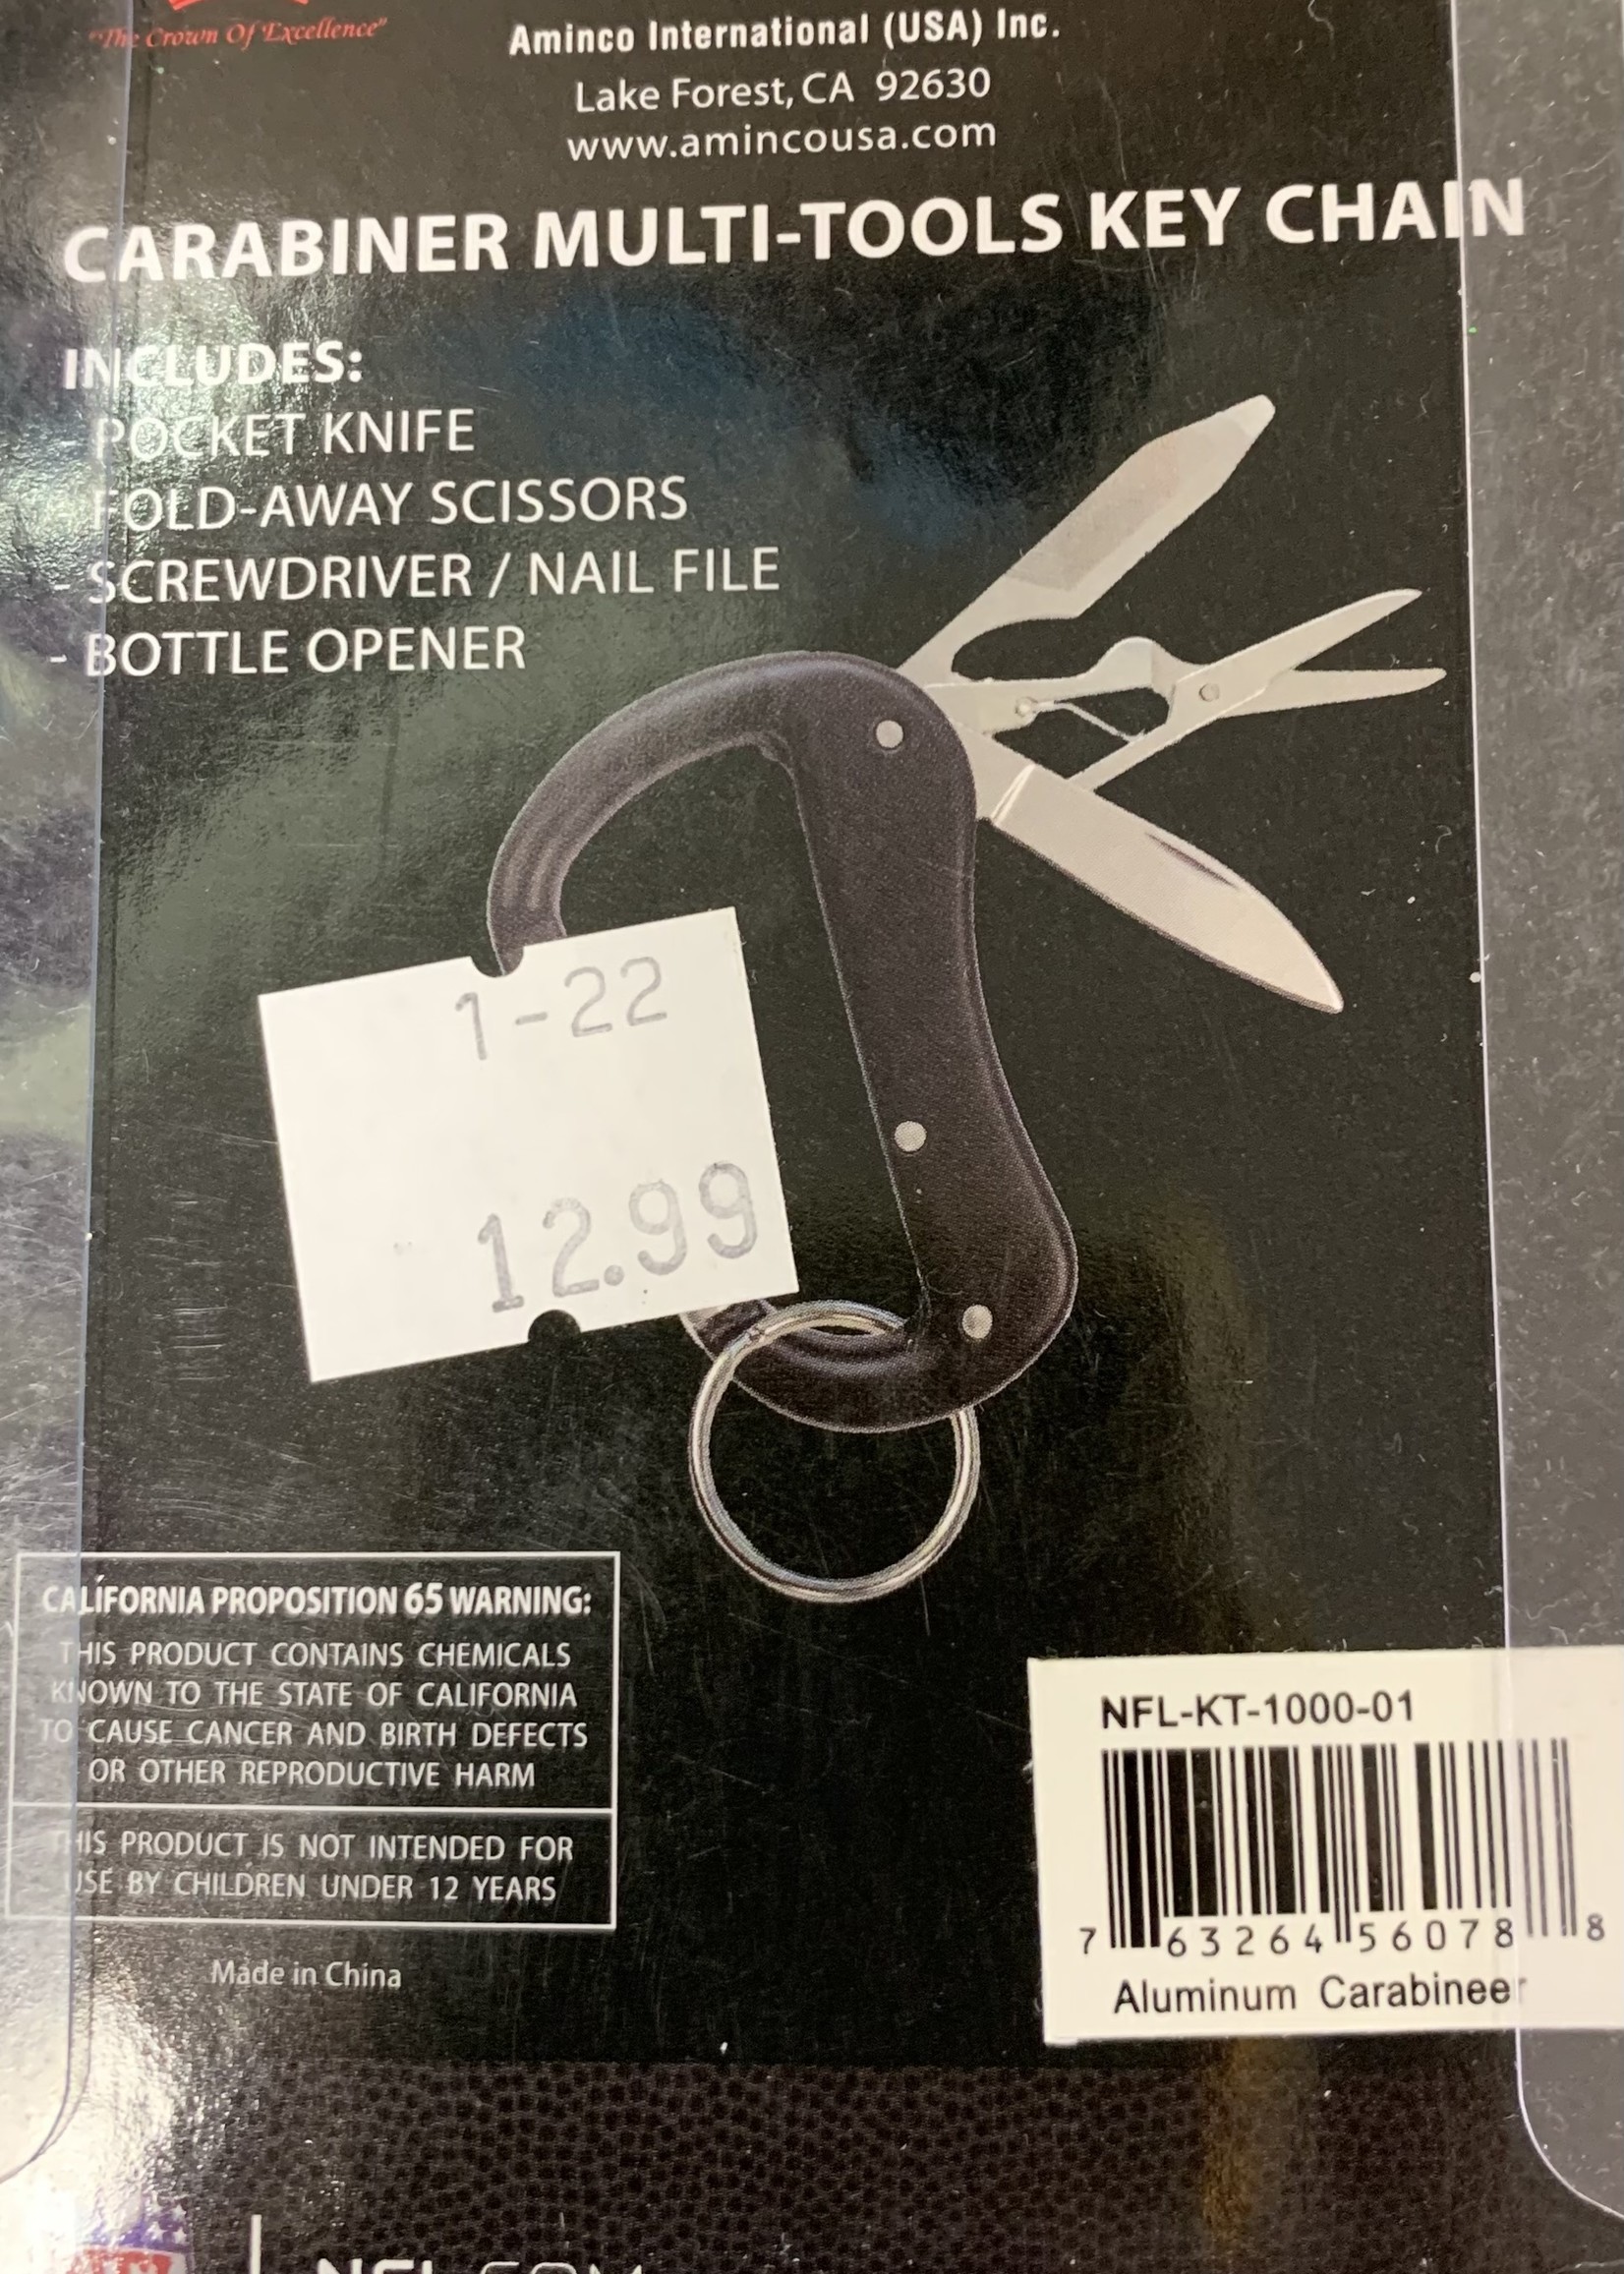 "The Crown Of Excellence"
Aminco International (USA) Inc.
Lake Forest, CA 92630
www.amincousa.com
CARABINER MULTI-TOOLS KEY CHAIN
INCLUDES:
POCKET KNIFE
FOLD-AWAY SCISSORS
- SCREWDRIVER / NAIL FILE
- BOTTLE OPENER
1-22
12.99
CALIFORNIA PROPOSITION 65 WARNING:
THIS PRODUCT CONTAINS CHEMICALS
KNOWN TO THE STATE OF CALIFORNIA
TO CAUSE CANCER AND BIRTH DEFECTS
OR OTHER REPRODUCTIVE HARM
THIS PRODUCT IS NOT INTENDED FOR
USE BY CHILDREN UNDER 12 YEARS
Made in China
NFL-KT-1000-01
7 63264 56078 8
Aluminum Carabineer
NFL.COM